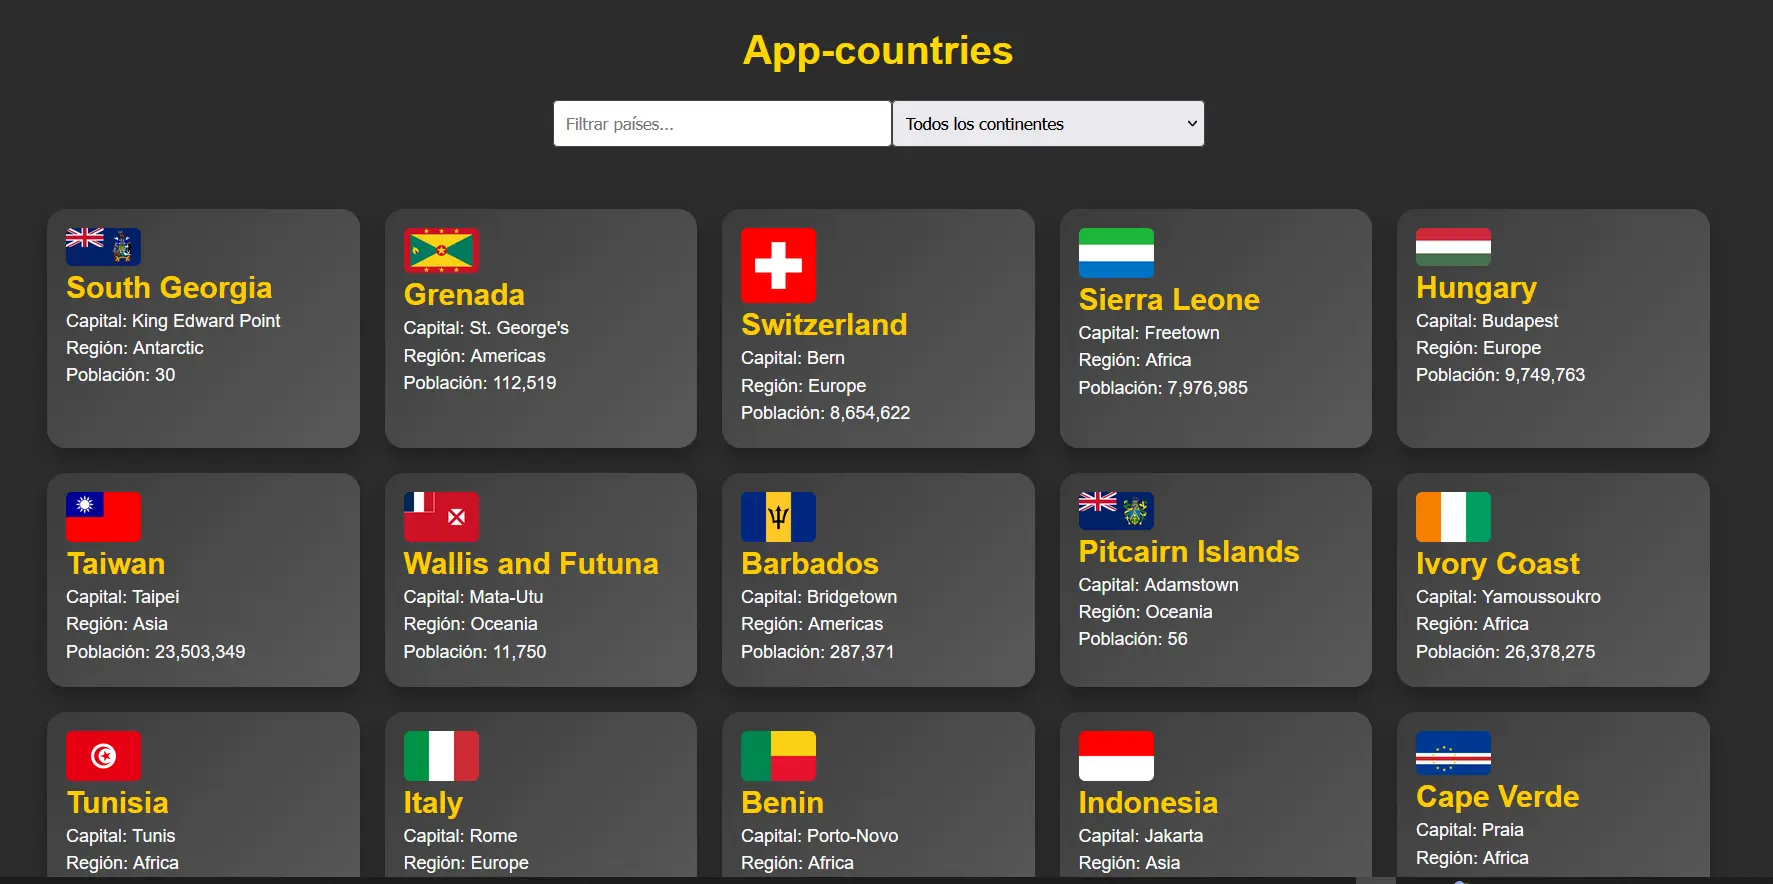 App-countries
Filtrar países...
Todos los continentes
South Georgia
Capital: King Edward Point
Región: Antarctic
Población: 30
Grenada
Capital: St. George's
Región: Americas
Población: 112,519
Switzerland
Capital: Bern
Región: Europe
Población: 8,654,622
Sierra Leone
Capital: Freetown
Región: Africa
Población: 7,976,985
Hungary
Capital: Budapest
Región: Europe
Población: 9,749,763
Taiwan
Capital: Taipei
Región: Asia
Población: 23,503,349
Wallis and Futuna
Capital: Mata-Utu
Región: Oceania
Población: 11,750
Barbados
Capital: Bridgetown
Región: Americas
Población: 287,371
Pitcairn Islands
Capital: Adamstown
Región: Oceania
Población: 56
Ivory Coast
Capital: Yamoussoukro
Región: Africa
Población: 26,378,275
Tunisia
Capital: Tunis
Región: Africa
Italy
Capital: Rome
Región: Europe
Benin
Capital: Porto-Novo
Región: Africa
Indonesia
Capital: Jakarta
Región: Asia
Cape Verde
Capital: Praia
Región: Africa